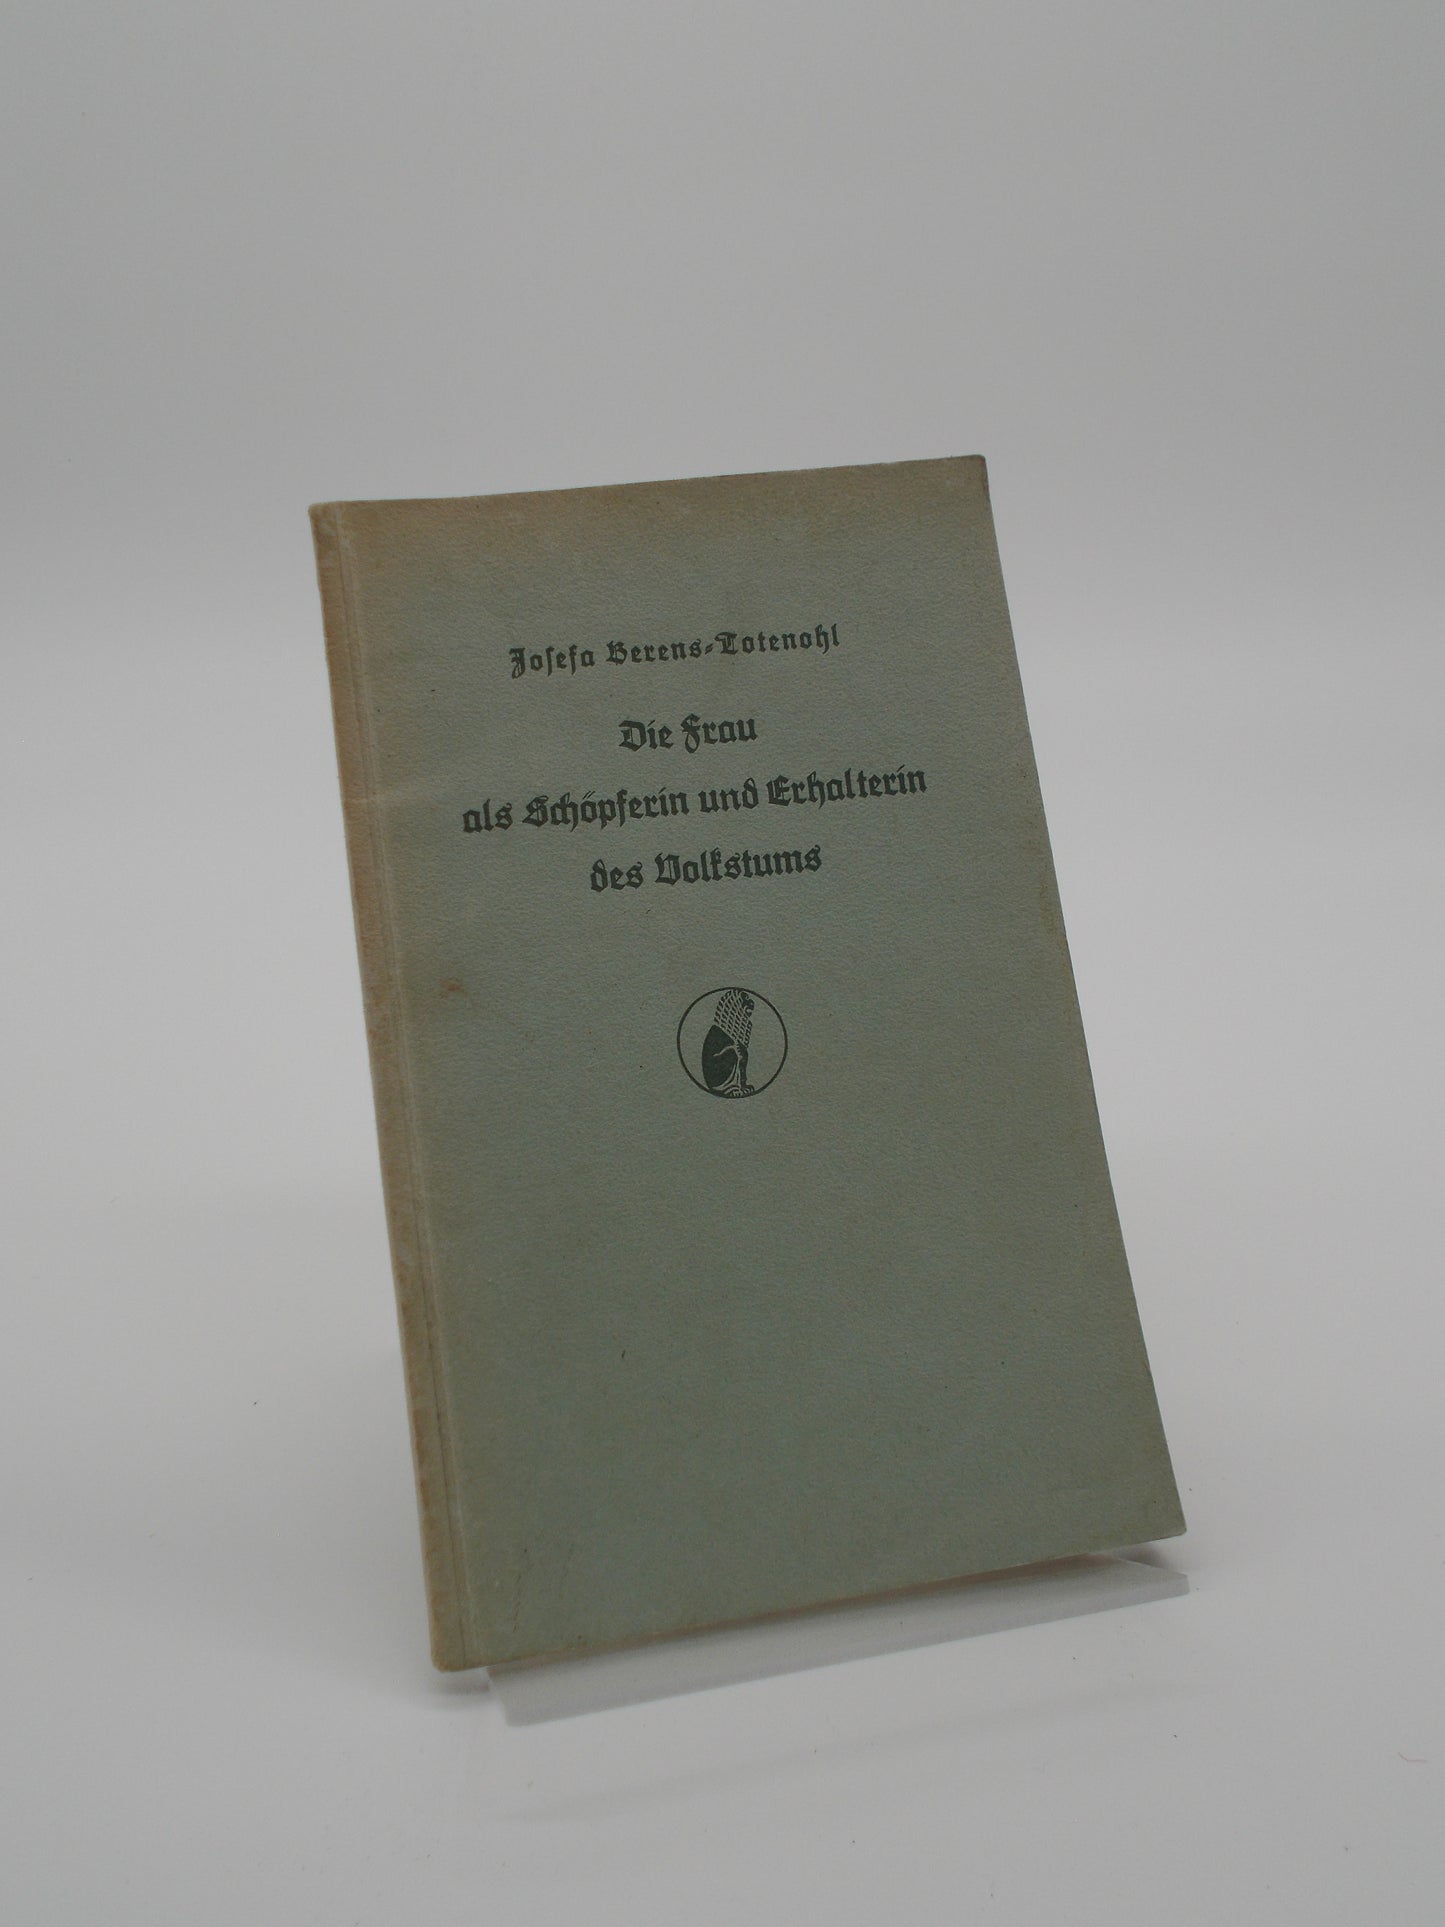 Josefa Berens-Totenohl
Die Frau
als Schöpferin und Erhalterin
des Volkstums